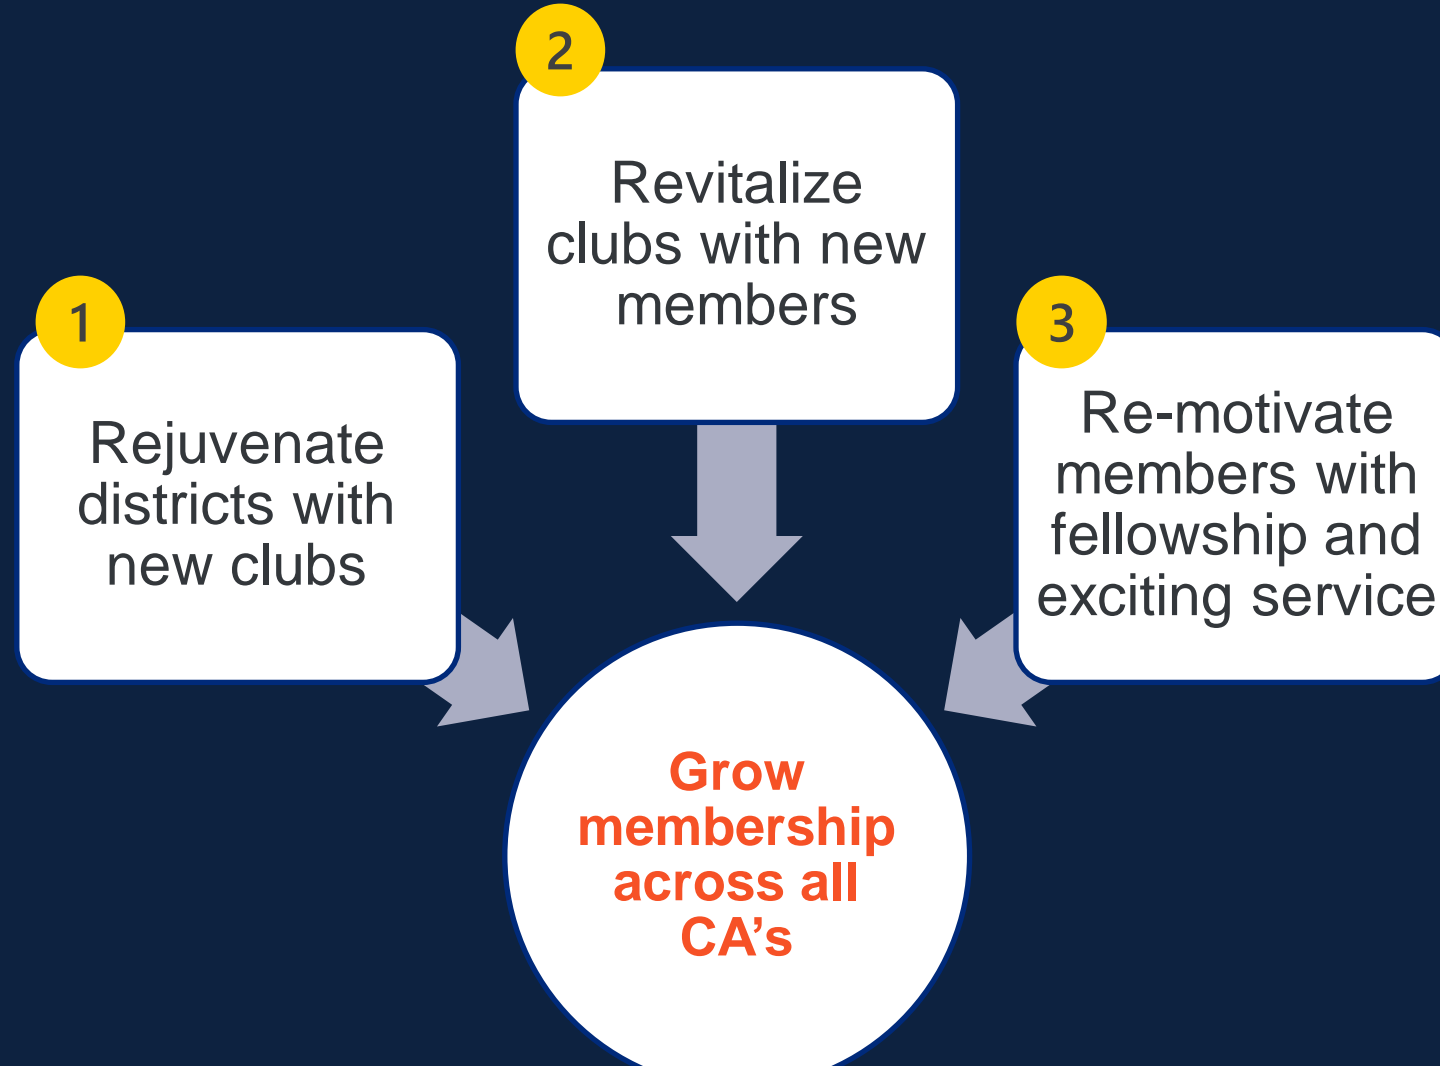 1
Rejuvenate
districts with
new clubs
2
Revitalize
clubs with new
members
3
Re-motivate
members with
fellowship and
exciting service
Grow
membership
across all
CA’s